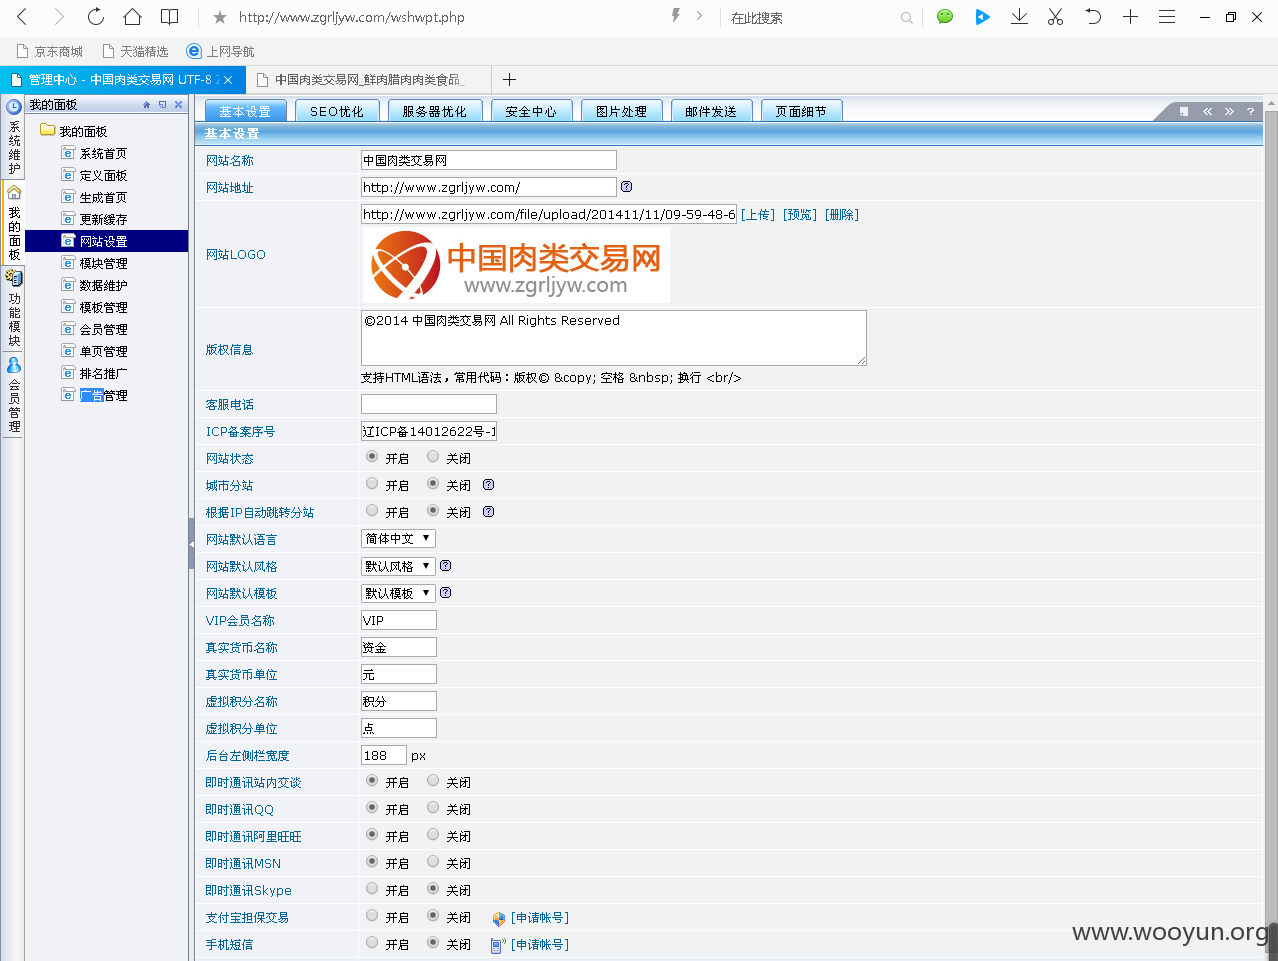 http://www.zgrljyw.com/wshwpt.php
在此搜索
京东商城 天猫精选 上网导航
管理中心 - 中国肉类交易网 UTF-8 2
中国肉类交易网_鲜肉腊肉肉类食品_
我的面板
基本设置 SEO优化 服务器优化 安全中心 图片处理 邮件发送 页面细节
系统维护
我的面板
功能模块
会员管理
我的面板
系统首页
定义面板
生成首页
更新缓存
网站设置
模块管理
数据维护
模板管理
会员管理
单页管理
排名推广
广告管理
基本设置
网站名称 中国肉类交易网
网站地址 http://www.zgrljyw.com/
http://www.zgrljyw.com/file/upload/201411/11/09-59-48-6 [上传] [预览] [删除]
网站LOGO
中国肉类交易网
www.zgrljyw.com
©2014 中国肉类交易网 All Rights Reserved
版权信息
支持HTML语法，常用代码：版权© &copy; 空格 &nbsp; 换行 <br/>
客服电话
ICP备案序号 辽ICP备14012622号-1
网站状态 开启 关闭
城市分站 开启 关闭
根据IP自动跳转分站 开启 关闭
网站默认语言 简体中文
网站默认风格 默认风格
网站默认模板 默认模板
VIP会员名称 VIP
真实货币名称 资金
真实货币单位 元
虚拟积分名称 积分
虚拟积分单位 点
后台左侧栏宽度 188 px
即时通讯站内交谈 开启 关闭
即时通讯QQ 开启 关闭
即时通讯阿里旺旺 开启 关闭
即时通讯MSN 开启 关闭
即时通讯Skype 开启 关闭
支付宝担保交易 开启 关闭 [申请帐号]
手机短信 开启 关闭 [申请帐号]
www.wooyun.org